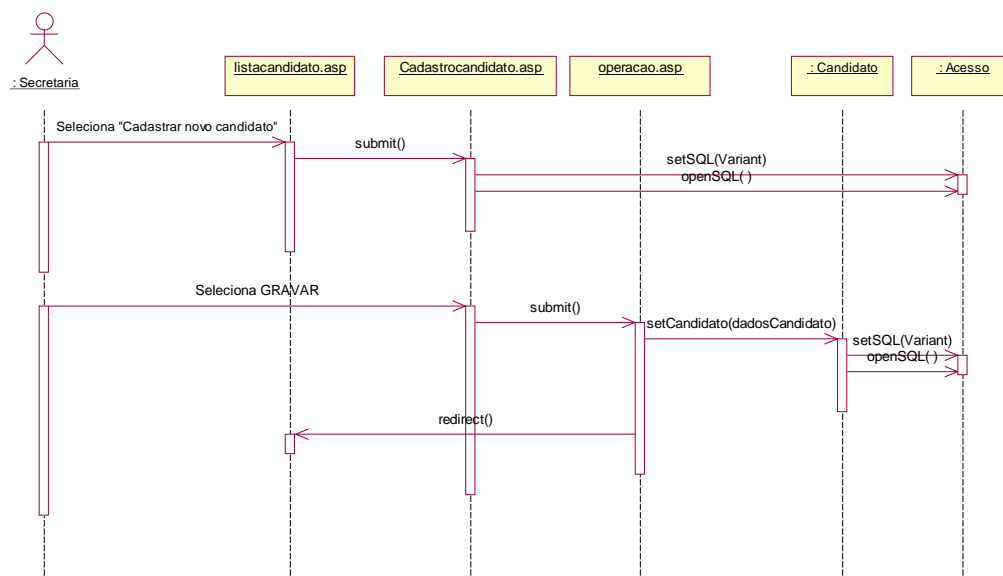 : Secretaria
listacandidato.asp
Cadastrocandidato.asp
operacao.asp
: Candidato
: Acesso
Seleciona "Cadastrar novo candidato"
submit()
setSQL(Variant)
openSQL( )
Seleciona GRAVAR
submit()
setCandidato(dadosCandidato)
setSQL(Variant)
openSQL( )
redirect()